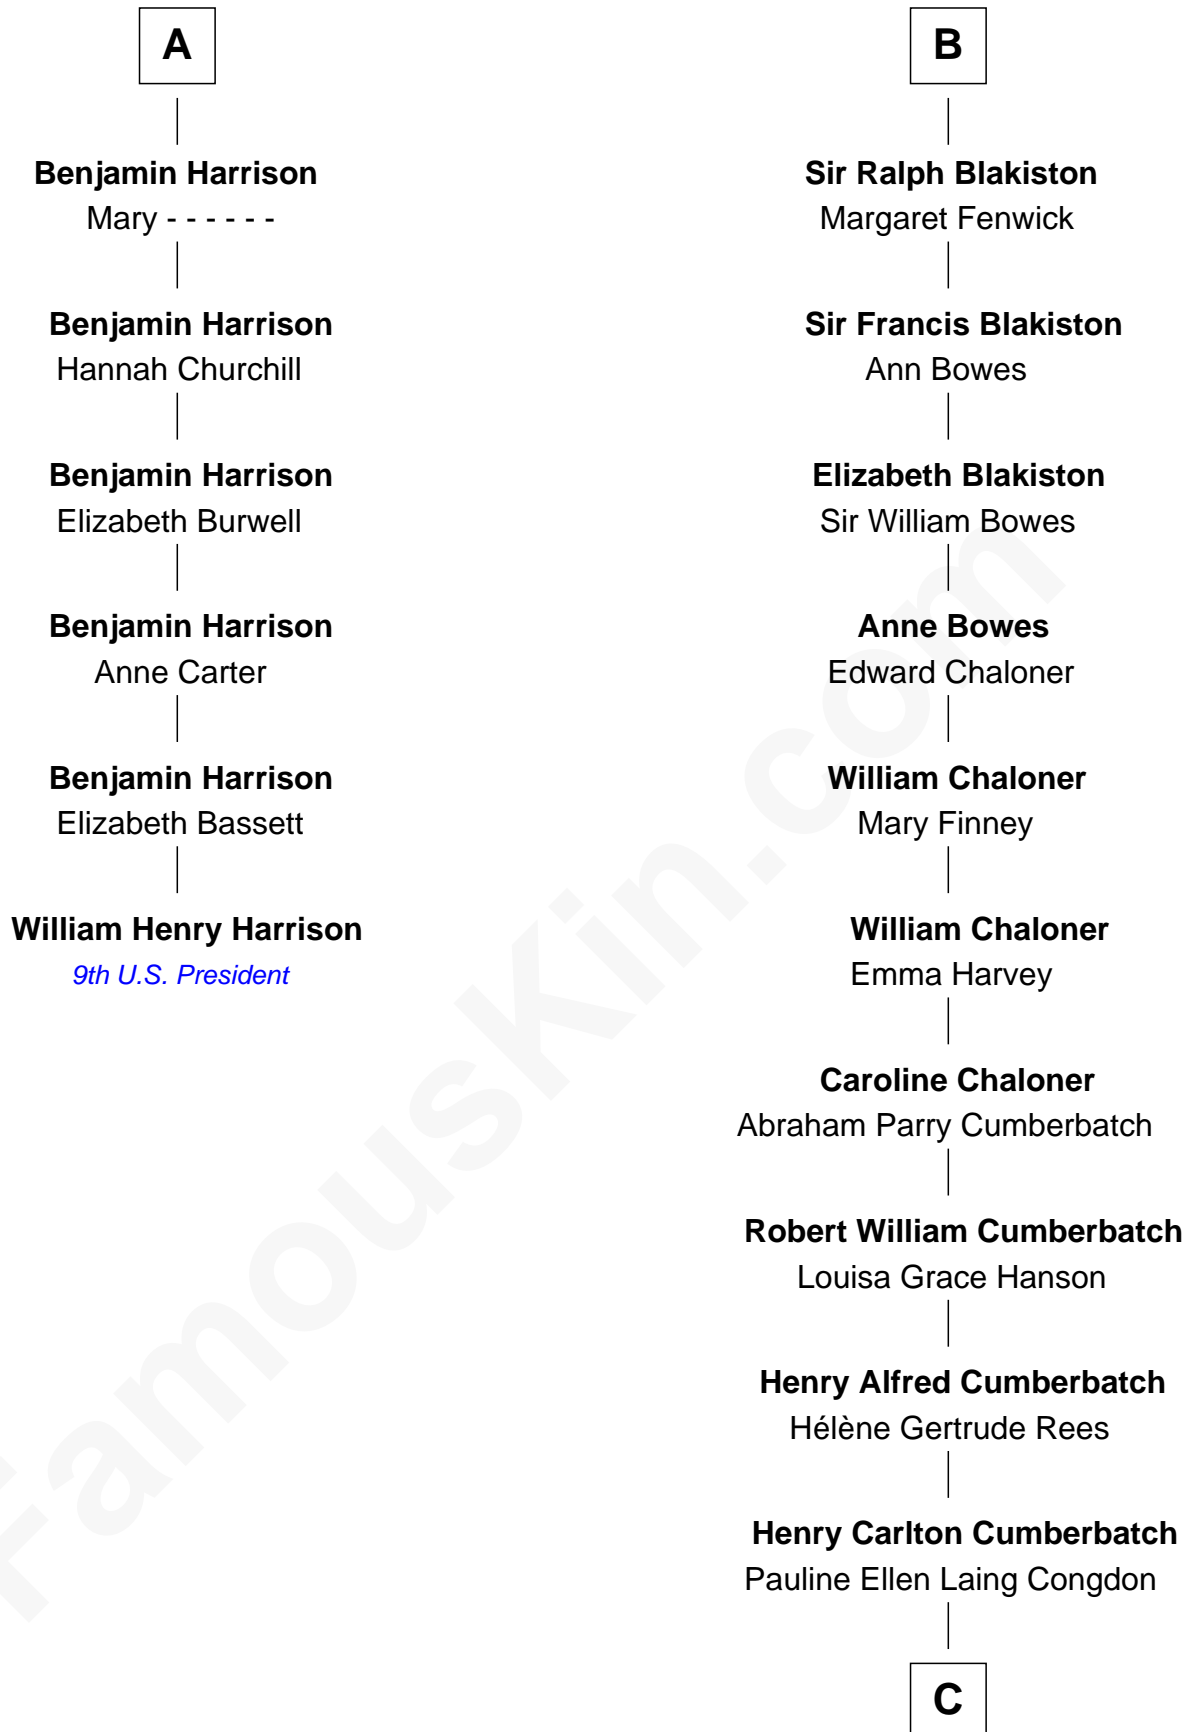 A
Benjamin Harrison
Mary - - - - - -
Benjamin Harrison
Hannah Churchill
Benjamin Harrison
Elizabeth Burwell
Benjamin Harrison
Anne Carter
Benjamin Harrison
Elizabeth Bassett
William Henry Harrison
9th U.S. President
B
Sir Ralph Blakiston
Margaret Fenwick
Sir Francis Blakiston
Ann Bowes
Elizabeth Blakiston
Sir William Bowes
Anne Bowes
Edward Chaloner
William Chaloner
Mary Finney
William Chaloner
Emma Harvey
Caroline Chaloner
Abraham Parry Cumberbatch
Robert William Cumberbatch
Louisa Grace Hanson
Henry Alfred Cumberbatch
Hélène Gertrude Rees
Henry Carlton Cumberbatch
Pauline Ellen Laing Congdon
C
FamousKin.com